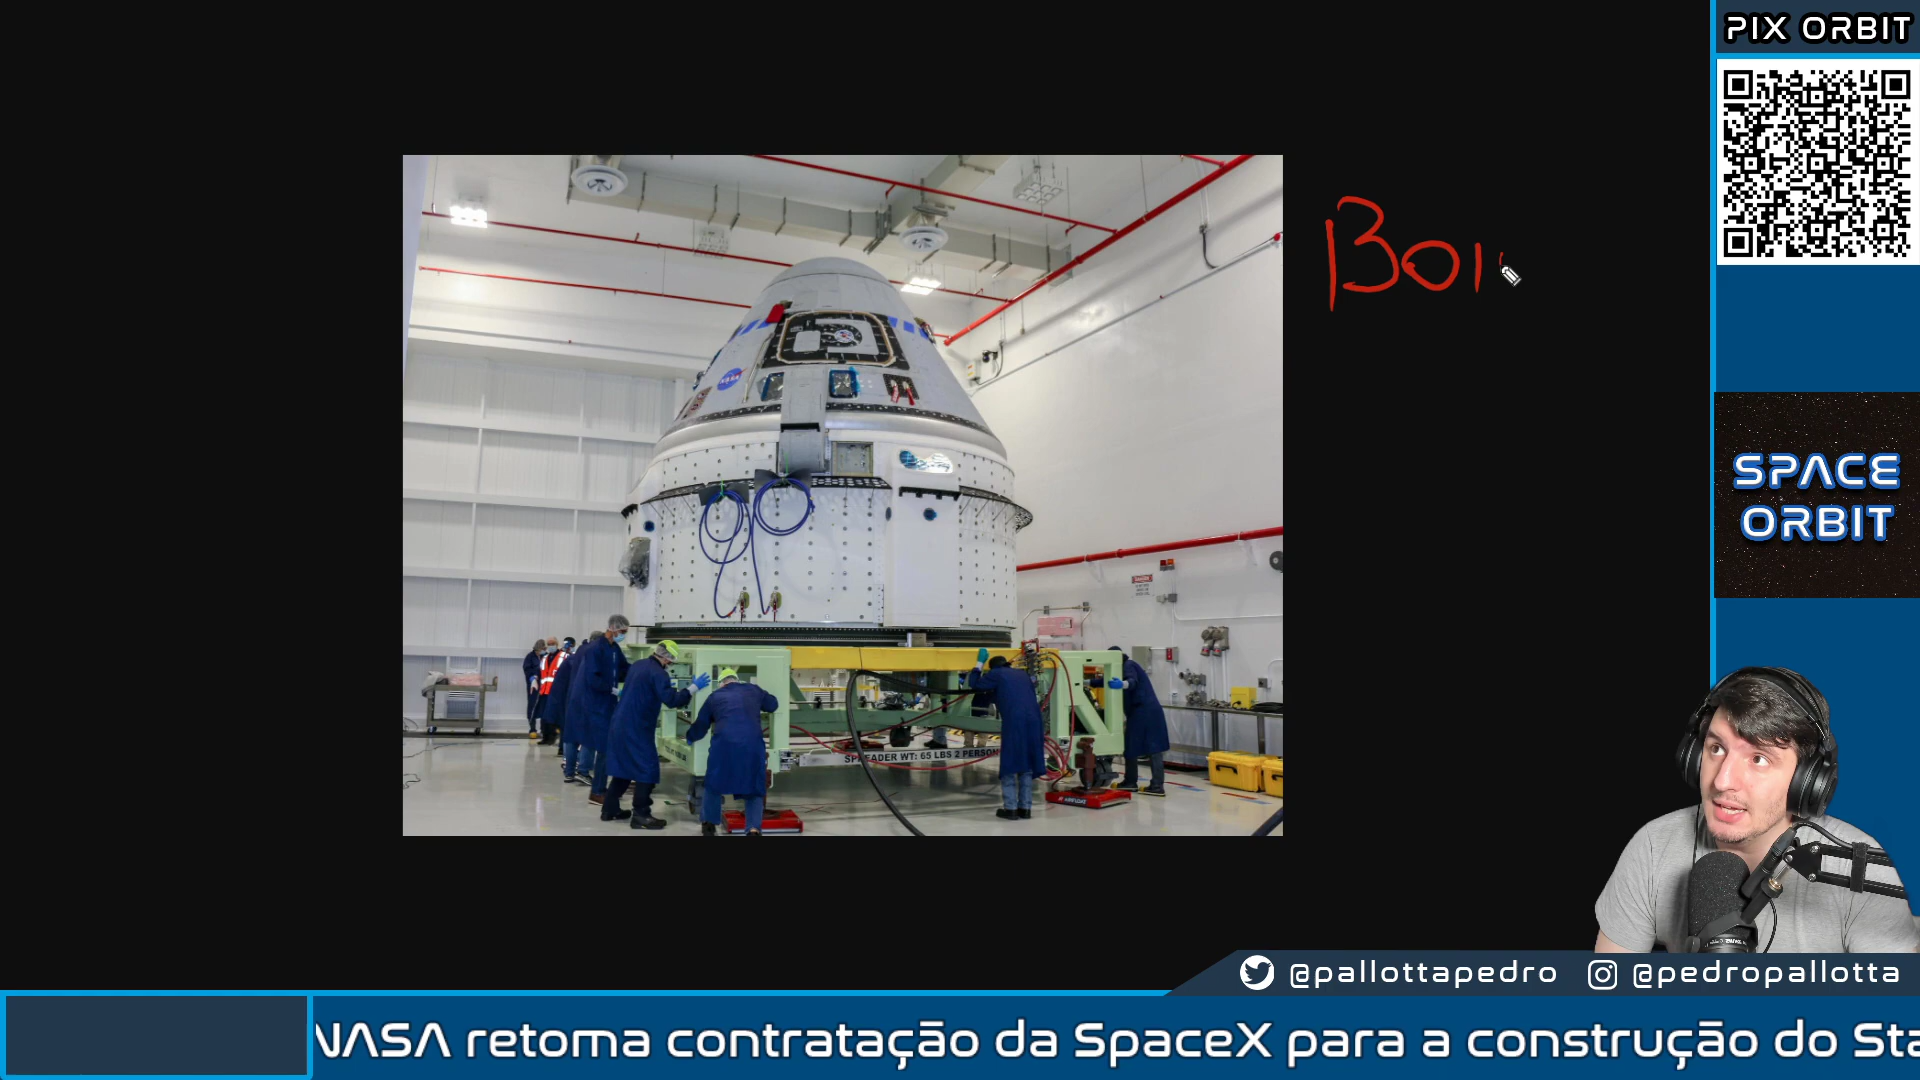 PIX ORBIT
Boi
NASA
SPREADER WT: 65 LBS 2 PERSON
SPACE
ORBIT
@pallottapedro @pedropallotta
NASA retoma contratação da SpaceX para a construção do Sta